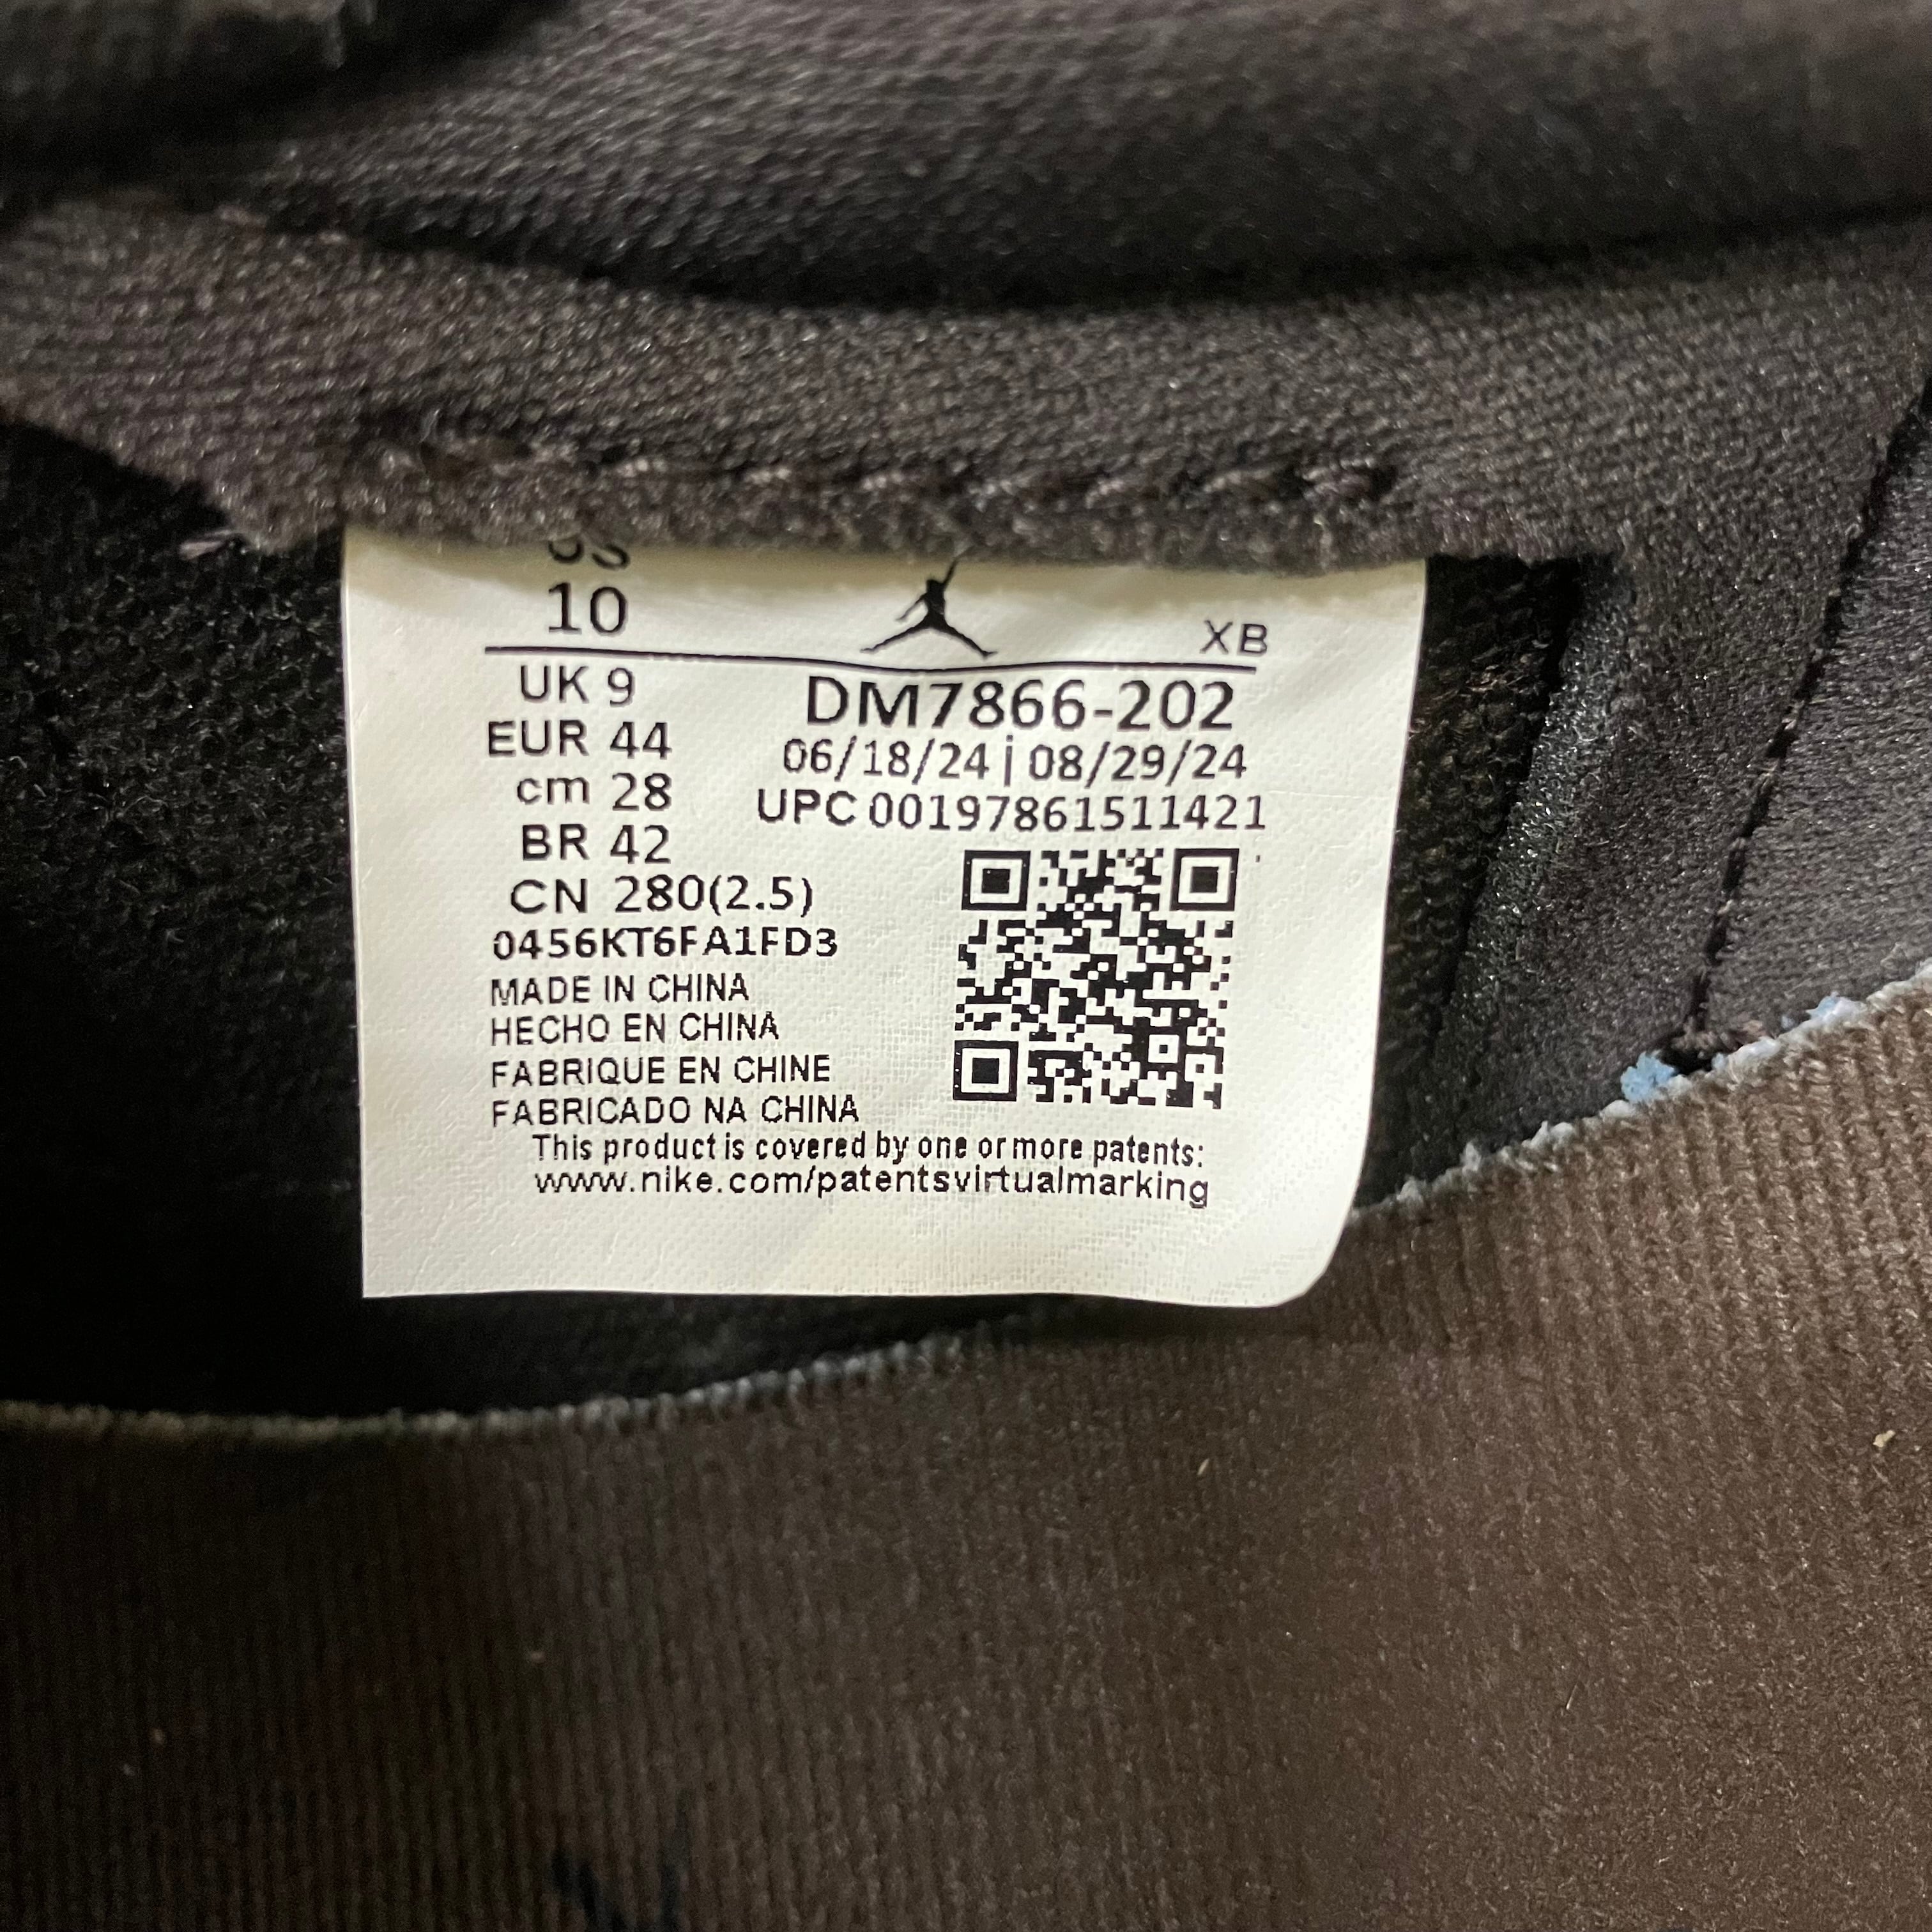 US
10
XB
UK 9
EUR 44
cm 28
BR 42
CN 280(2.5)
DM7866-202
06/18/24 | 08/29/24
UPC 00197861511421
0456KT6FA1FD3
MADE IN CHINA
HECHO EN CHINA
FABRIQUE EN CHINE
FABRICADO NA CHINA
This product is covered by one or more patents:
www.nike.com/patentsvirtualmarking